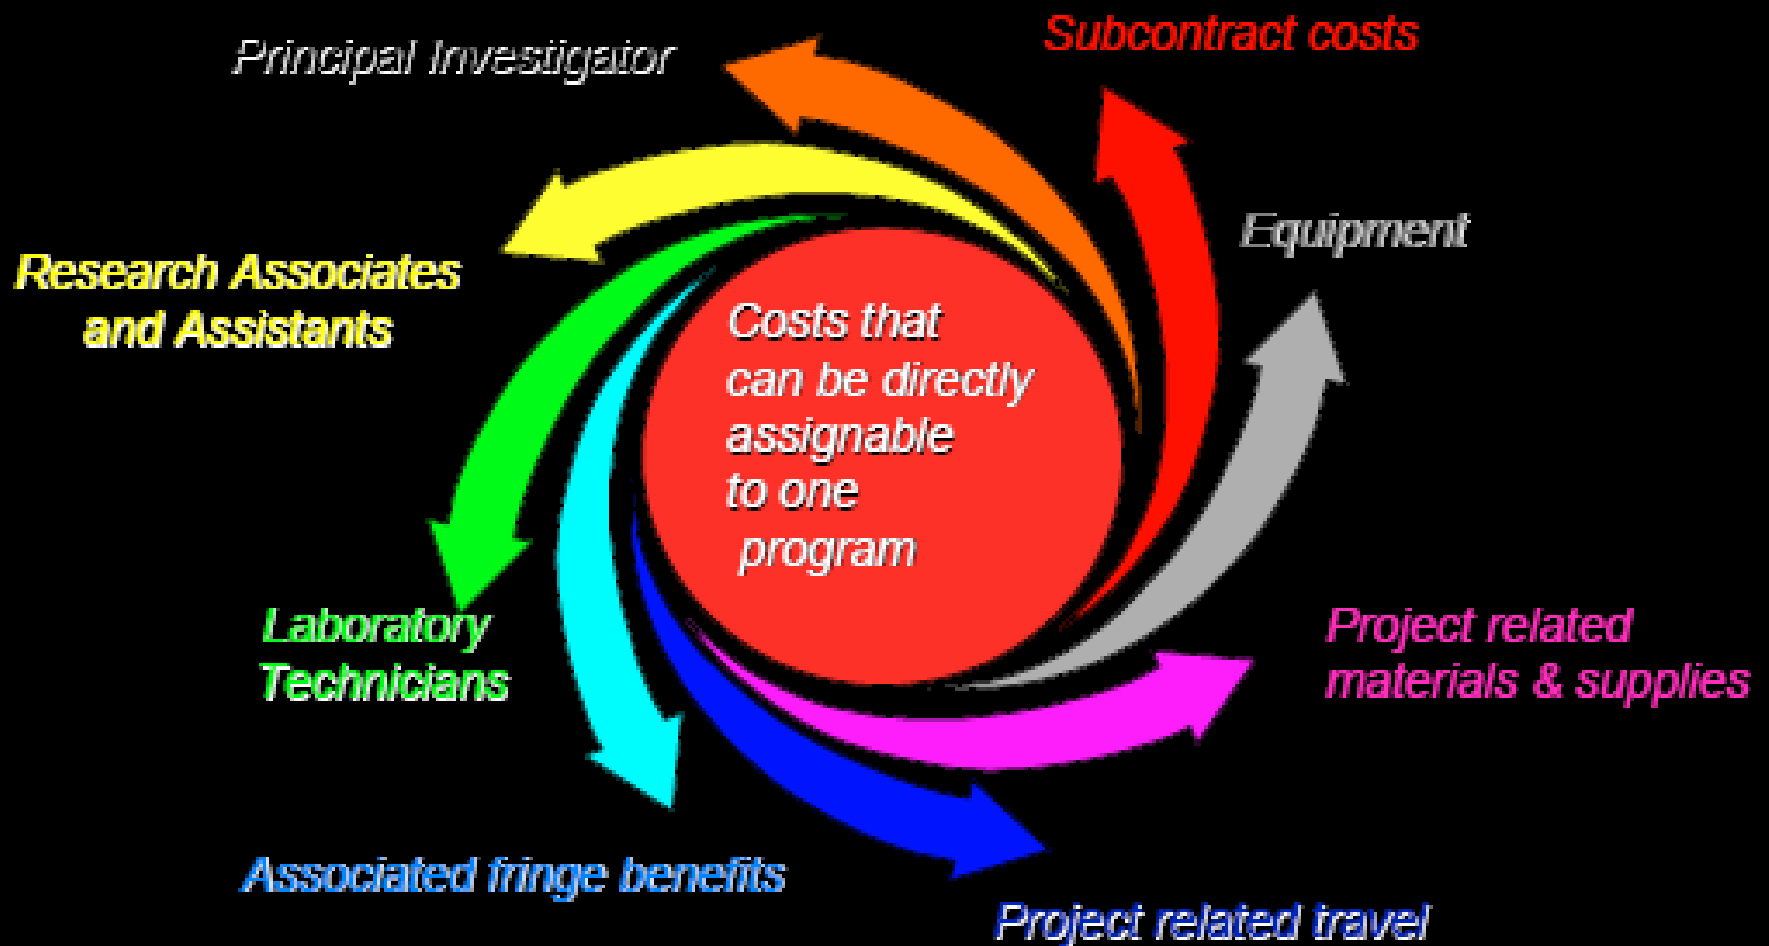 Principal Investigator
Subcontract costs
Equipment
Research Associates
and Assistants
Costs that
can be directly
assignable
to one
program
Laboratory
Technicians
Project related
materials & supplies
Associated fringe benefits
Project related travel